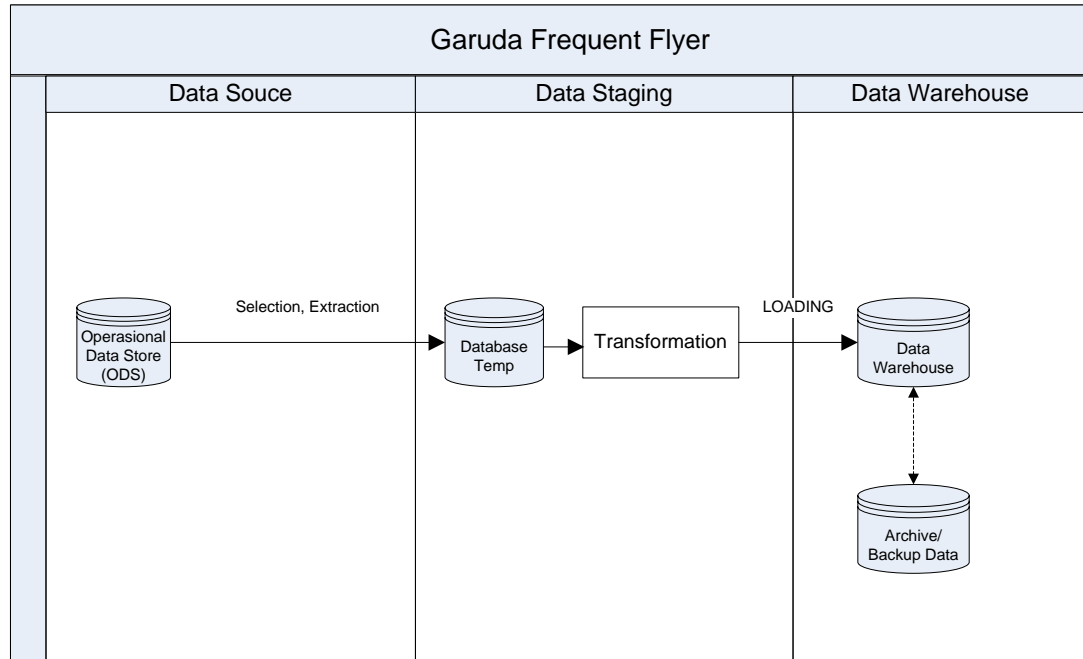 Garuda Frequent Flyer
Data Souce
Data Staging
Data Warehouse
Operasional
Data Store
(ODS)
Selection, Extraction
Database
Temp
Transformation
LOADING
Data
Warehouse
Archive/
Backup Data